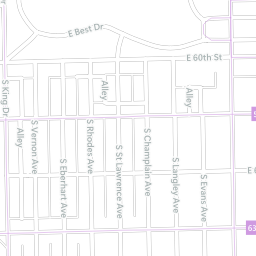 E Best Dr
E 60th St
Alley
Alley
S King Dr
Alley
S Vernon Ave
S Eberhart Ave
S Rhodes Ave
S St Lawrence Ave
S Champlain Ave
S Langley Ave
S Evans Ave
E 6
63